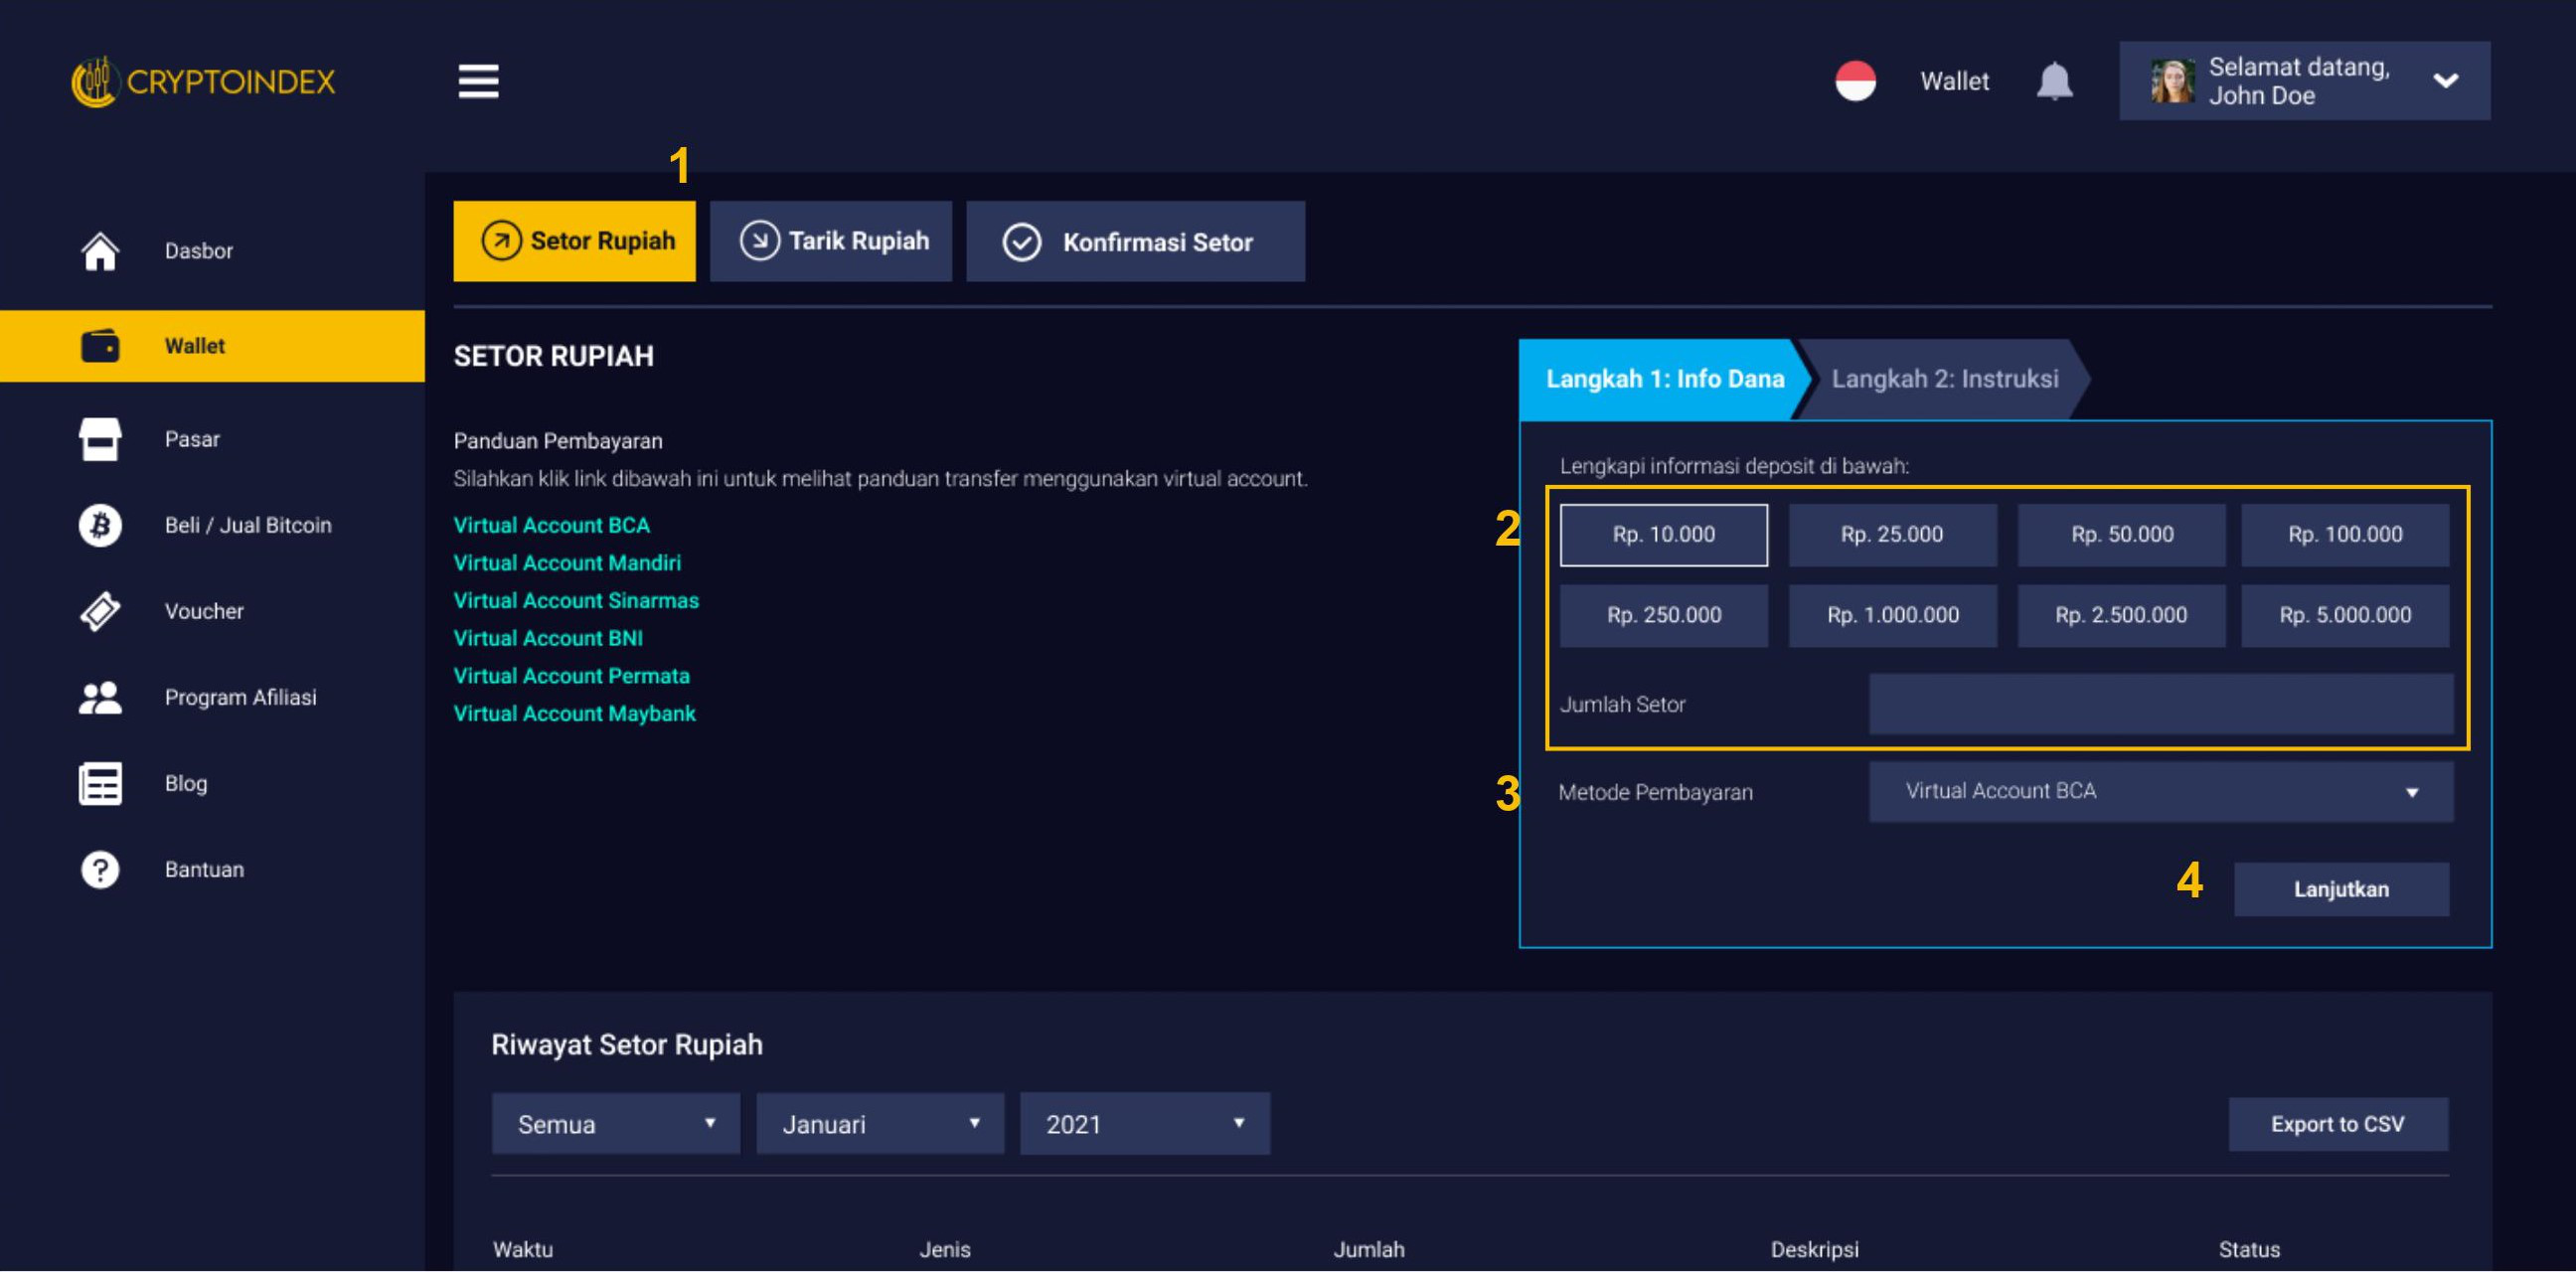 CRYPTOINDEX
Wallet
Selamat datang,
John Doe
1
Setor Rupiah
Tarik Rupiah
Konfirmasi Setor
Dasbor
Wallet
Pasar
Beli / Jual Bitcoin
Voucher
Program Afiliasi
Blog
Bantuan
SETOR RUPIAH
Panduan Pembayaran
Silahkan klik link dibawah ini untuk melihat panduan transfer menggunakan virtual account.
Virtual Account BCA
Virtual Account Mandiri
Virtual Account Sinarmas
Virtual Account BNI
Virtual Account Permata
Virtual Account Maybank
Langkah 1: Info Dana
Langkah 2: Instruksi
Lengkapi informasi deposit di bawah:
2
Rp. 10.000
Rp. 25.000
Rp. 50.000
Rp. 100.000
Rp. 250.000
Rp. 1.000.000
Rp. 2.500.000
Rp. 5.000.000
Jumlah Setor
3
Metode Pembayaran
Virtual Account BCA
4
Lanjutkan
Riwayat Setor Rupiah
Semua
Januari
2021
Export to CSV
Waktu
Jenis
Jumlah
Deskripsi
Status